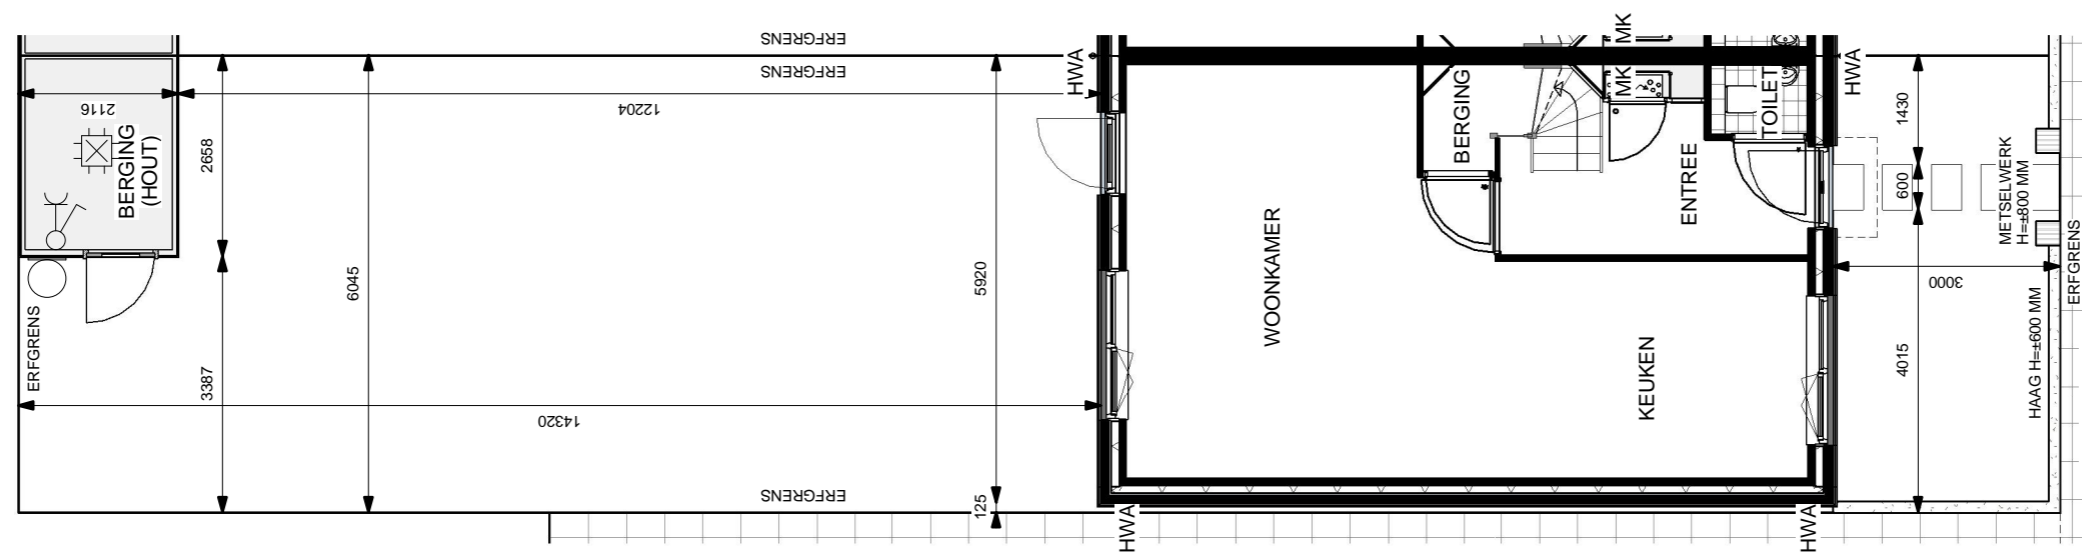 ERFGRENS
ERFGRENS
2116
12204
BERGING
(HOUT)
2658
6045
3387
ERFGRENS
14320
5920
125
ERFGRENS
HWA
HWA
WOONKAMER
BERGING
MK
MK
TOILET
ENTREE
KEUKEN
HWA
HWA
1430
600
4015
3000
METSELWERK
H=±800 MM
HAAG H=±600 MM
ERFGRENS